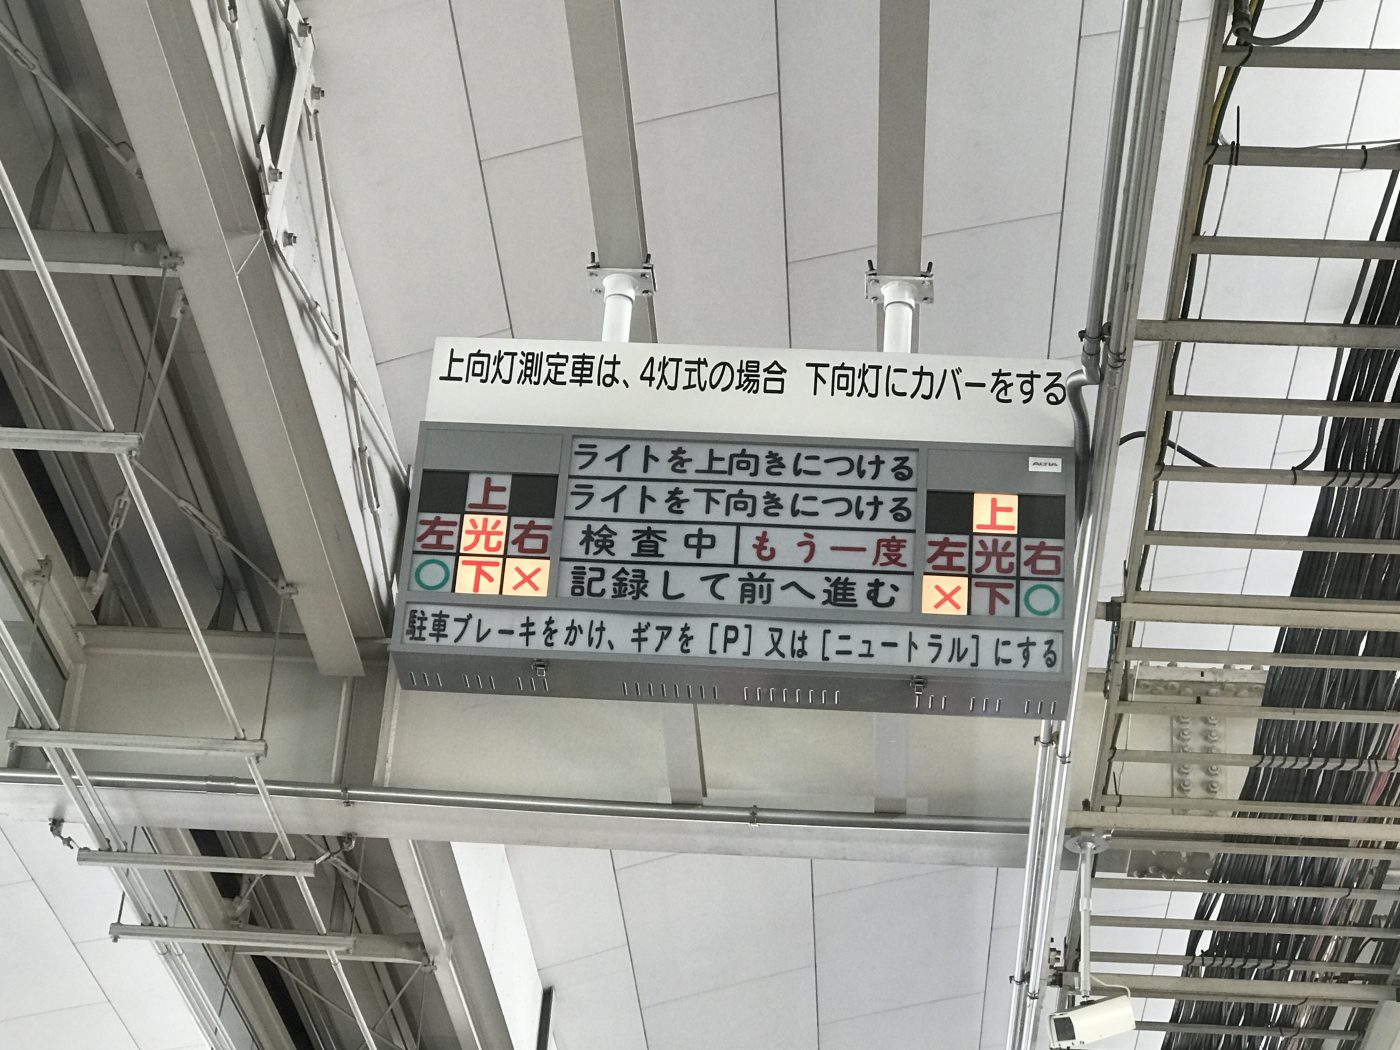 上向灯測定車は、4灯式の場合 下向灯にカバーをする
ALTIA
ライトを上向きにつける
ライトを下向きにつける
検査中 もう一度
記録して前へ進む
上
左 光 右
○ 下 ×
上
左 光 右
× 下 ○
駐車ブレーキをかけ、ギアを [P] 又は [ニュートラル] にする